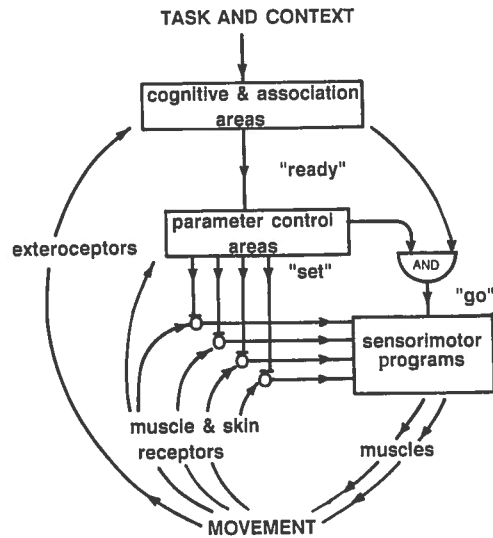 TASK AND CONTEXT
cognitive & association
areas
"ready"
exteroceptors
parameter control
areas
"set"
AND
"go"
sensorimotor
programs
muscle & skin
receptors
muscles
MOVEMENT